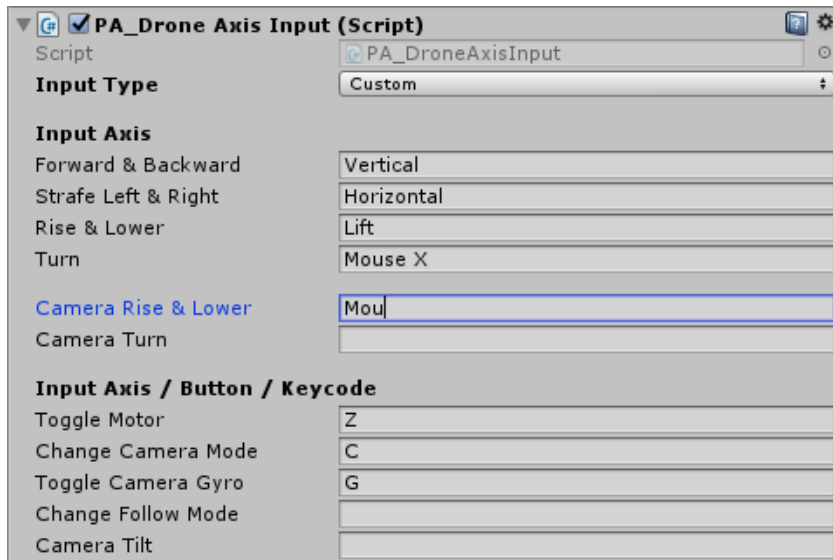 PA_Drone Axis Input (Script)
Script PA_DroneAxisInput
Input Type Custom
Input Axis
Forward & Backward Vertical
Strafe Left & Right Horizontal
Rise & Lower Lift
Turn Mouse X
Camera Rise & Lower Mou
Camera Turn
Input Axis / Button / Keycode
Toggle Motor Z
Change Camera Mode C
Toggle Camera Gyro G
Change Follow Mode
Camera Tilt